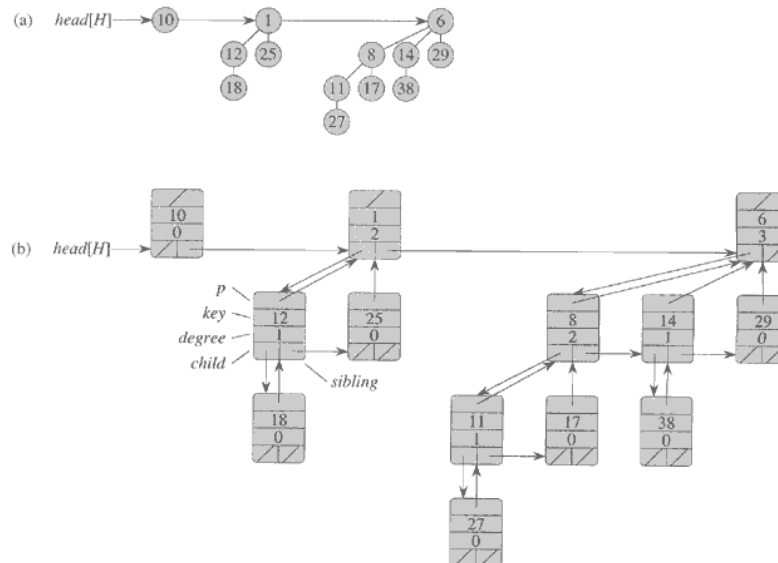 (a) head[H] 10 1 6
12 25 8 14 29
18 11 17 38
27
10 1 6
0 2 3
(b) head[H]
p
key 12 25 8 14 29
degree 1 0 2 1 0
child
sibling
18 11 17 38
0 1 0 0
27
0